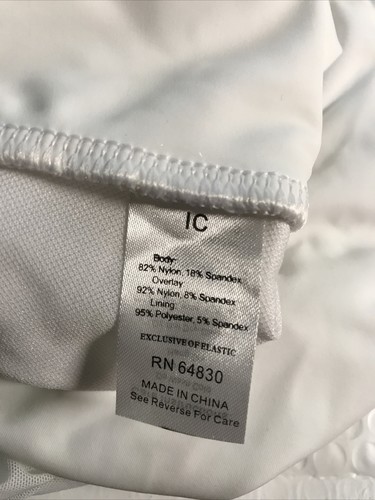 IC
Body:
82% Nylon, 18% Spandex
Overlay
92% Nylon, 8% Spandex
Lining:
95% Polyester, 5% Spandex
EXCLUSIVE OF ELASTIC
RN 64830
MADE IN CHINA
See Reverse For Care